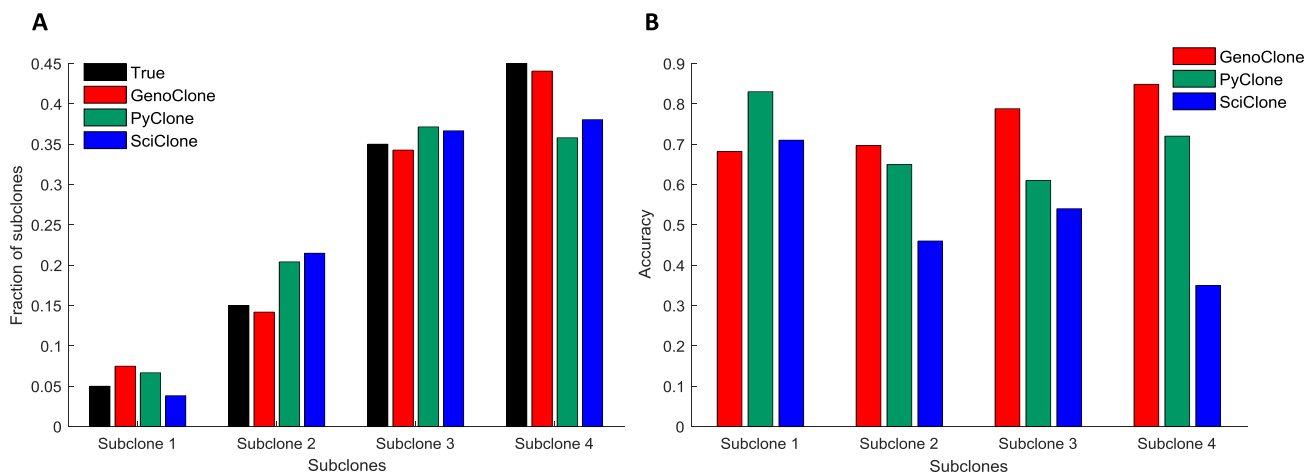 A
Fraction of subclones
0.45
0.4
0.35
0.3
0.25
0.2
0.15
0.1
0.05
0
True
GenoClone
PyClone
SciClone
Subclone 1
Subclone 2
Subclone 3
Subclone 4
Subclones
B
Accuracy
0.9
0.8
0.7
0.6
0.5
0.4
0.3
0.2
0.1
0
GenoClone
PyClone
SciClone
Subclone 1
Subclone 2
Subclone 3
Subclone 4
Subclones